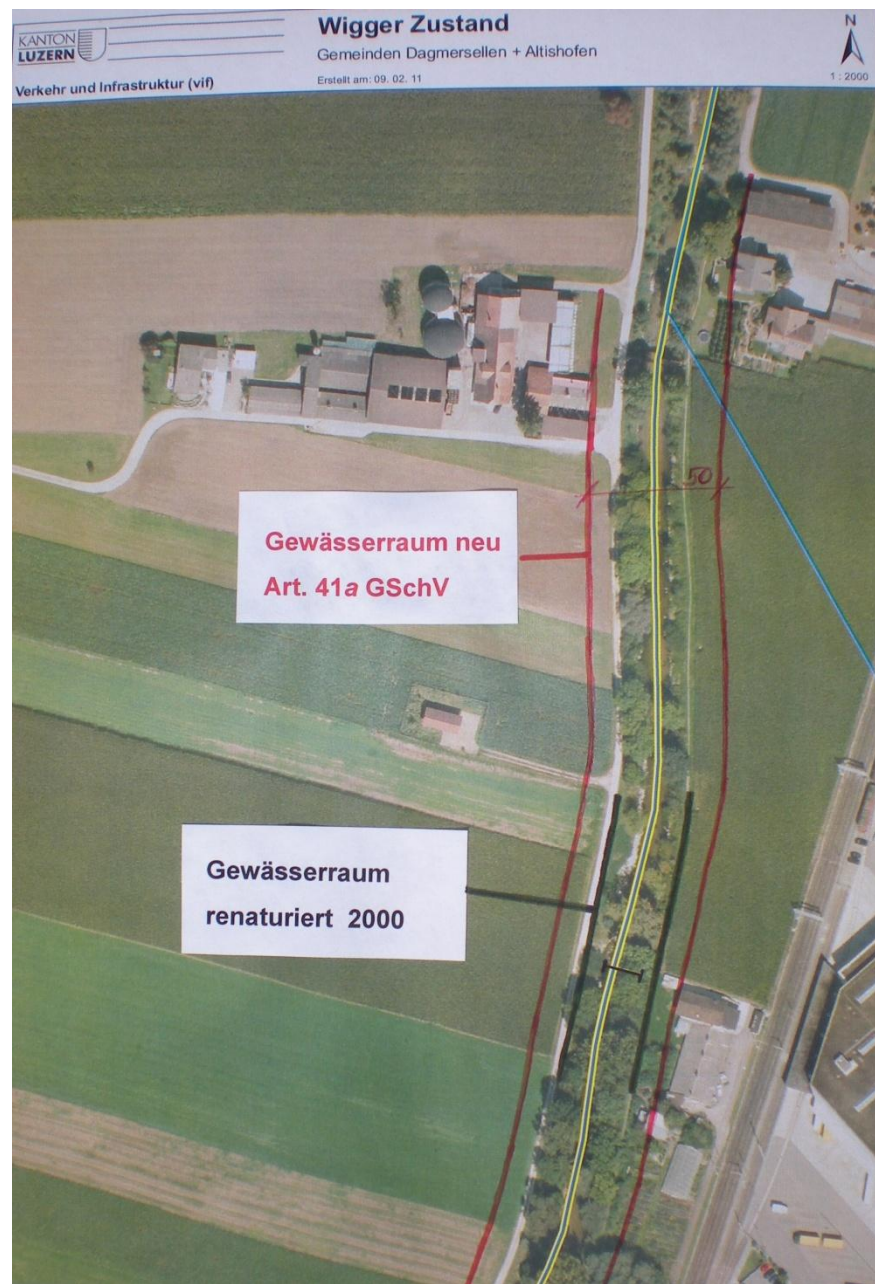 KANTON
LUZERN
Verkehr und Infrastruktur (vif)
Wigger Zustand
Gemeinden Dagmersellen + Altishofen
Erstellt am: 09. 02. 11
N
1 : 2000
50
Gewässerraum neu
Art. 41a GSchV
Gewässerraum
renaturiert 2000